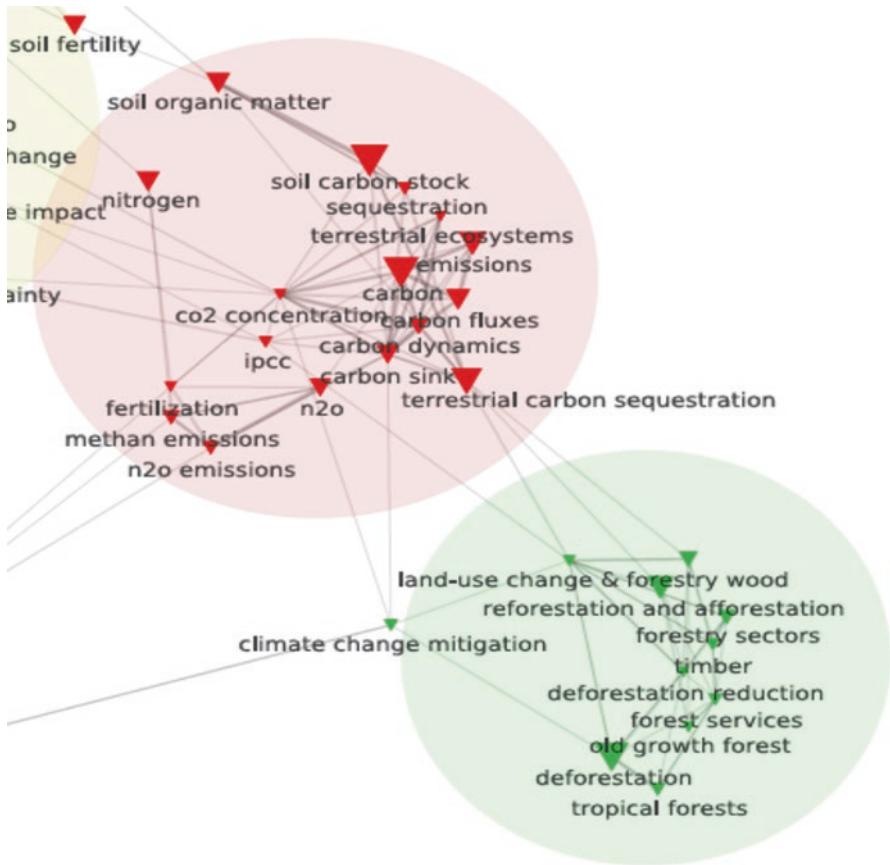 soil fertility
soil organic matter
o
hange
soil carbon stock
nitrogen
sequestration
e impact
terrestrial ecosystems
emissions
carbon
ainty
co2 concentration
carbon fluxes
carbon dynamics
ipcc
carbon sink
terrestrial carbon sequestration
fertilization
n2o
methan emissions
n2o emissions
land-use change & forestry wood
reforestation and afforestation
forestry sectors
climate change mitigation
timber
deforestation reduction
forest services
old growth forest
deforestation
tropical forests